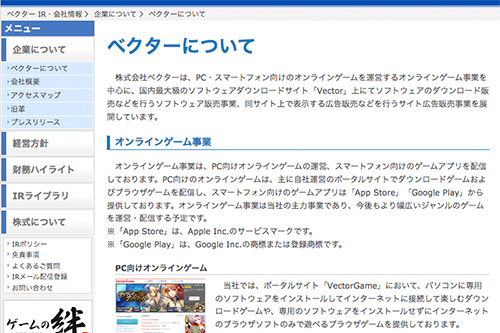 ベクター IR・会社情報 > 企業について > ベクターについて
メニュー
企業について
ベクターについて
会社概要
アクセスマップ
沿革
プレスリリース
経営方針
財務ハイライト
IRライブラリ
株式について
IRポリシー
免責事項
よくあるご質問
IRメール配信登録
お問い合わせ
ゲームの絆
ベクターについて
株式会社ベクターは、PC・スマートフォン向けのオンラインゲームを運営するオンラインゲーム事業を
中心に、国内最大級のソフトウェアダウンロードサイト「Vector」上にてソフトウェアのダウンロード販
売などを行うソフトウェア販売事業、同サイト上で表示する広告販売などを行うサイト広告販売事業を展
開しています。
オンラインゲーム事業
オンラインゲーム事業は、PC向けオンラインゲームの運営、スマートフォン向けのゲームアプリを配信
しております。PC向けのオンラインゲームは、主に自社運営のポータルサイトでダウンロードゲームおよ
びブラウザゲームを配信し、スマートフォン向けのゲームアプリは「App Store」「Google Play」から
提供しております。オンラインゲーム事業は当社の主力事業であり、今後もより幅広いジャンルのゲーム
を運営・配信する予定です。
※「App Store」は、Apple Inc.のサービスマークです。
※「Google Play」は、Google Inc.の商標または登録商標です。
PC向けオンラインゲーム
当社では、ポータルサイト「VectorGame」において、パソコンに専用
のソフトウェアをインストールしてインターネットに接続して楽しむダウン
ロードゲームや、専用のソフトウェアをインストールせずにインターネット
のブラウザソフトのみで遊べるブラウザゲームを提供しております。